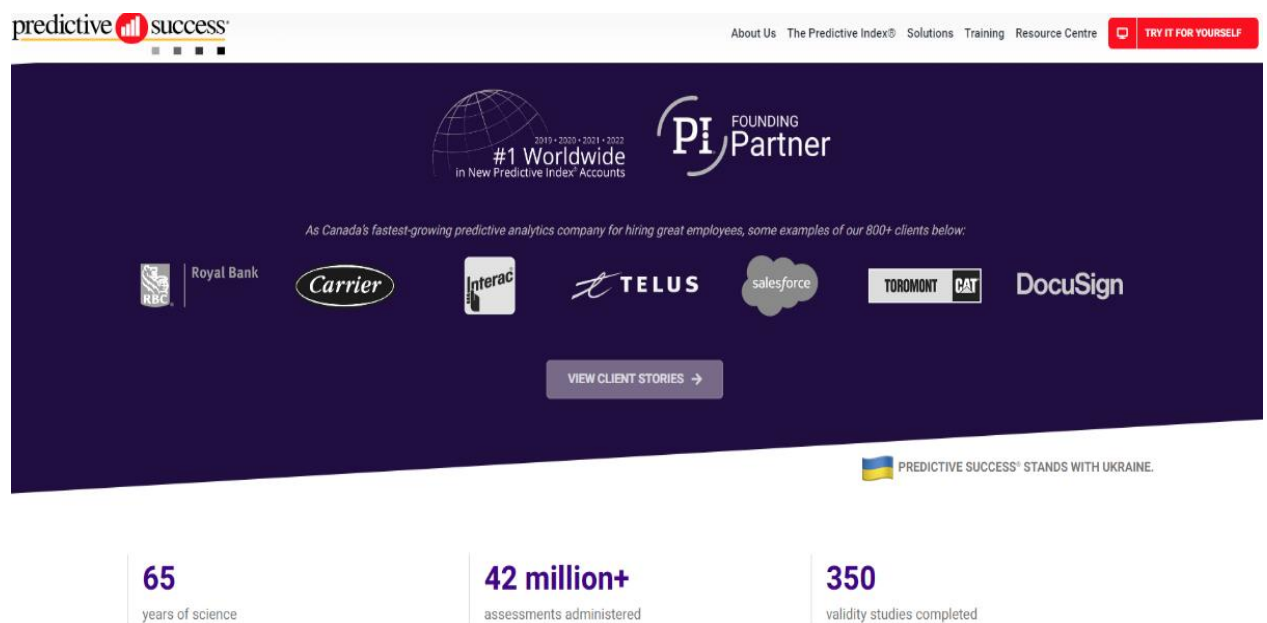 predictive success®
About Us The Predictive Index® Solutions Training Resource Centre TRY IT FOR YOURSELF
2019 • 2020 • 2021 • 2022
#1 Worldwide
in New Predictive Index® Accounts
PI FOUNDING
Partner
As Canada's fastest-growing predictive analytics company for hiring great employees, some examples of our 800+ clients below:
RBC® Royal Bank
Carrier
Interac®
TELUS
salesforce
TOROMONT CAT
DocuSign
VIEW CLIENT STORIES →
PREDICTIVE SUCCESS® STANDS WITH UKRAINE.
65
years of science
42 million+
assessments administered
350
validity studies completed